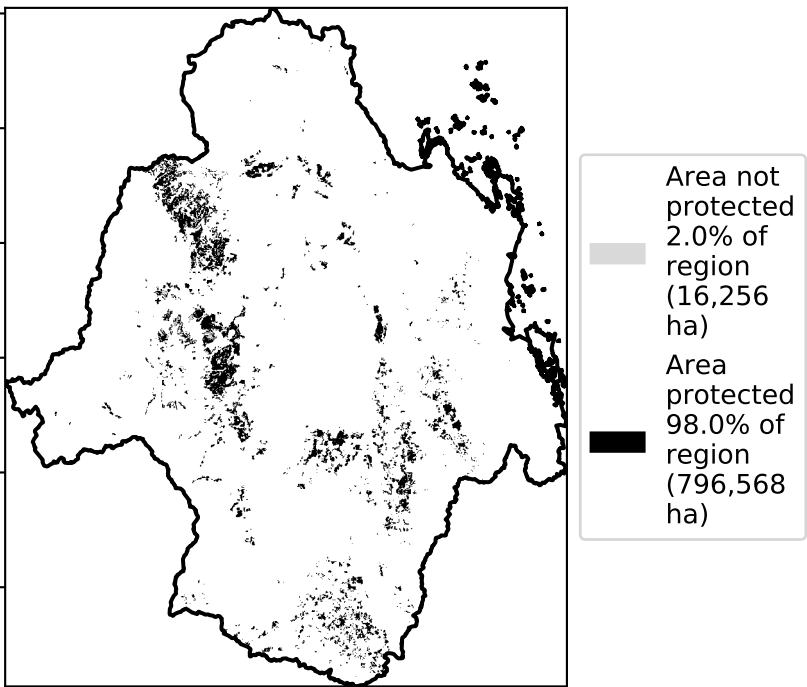 Area not
protected
2.0% of
region
(16,256
ha)
Area
protected
98.0% of
region
(796,568
ha)